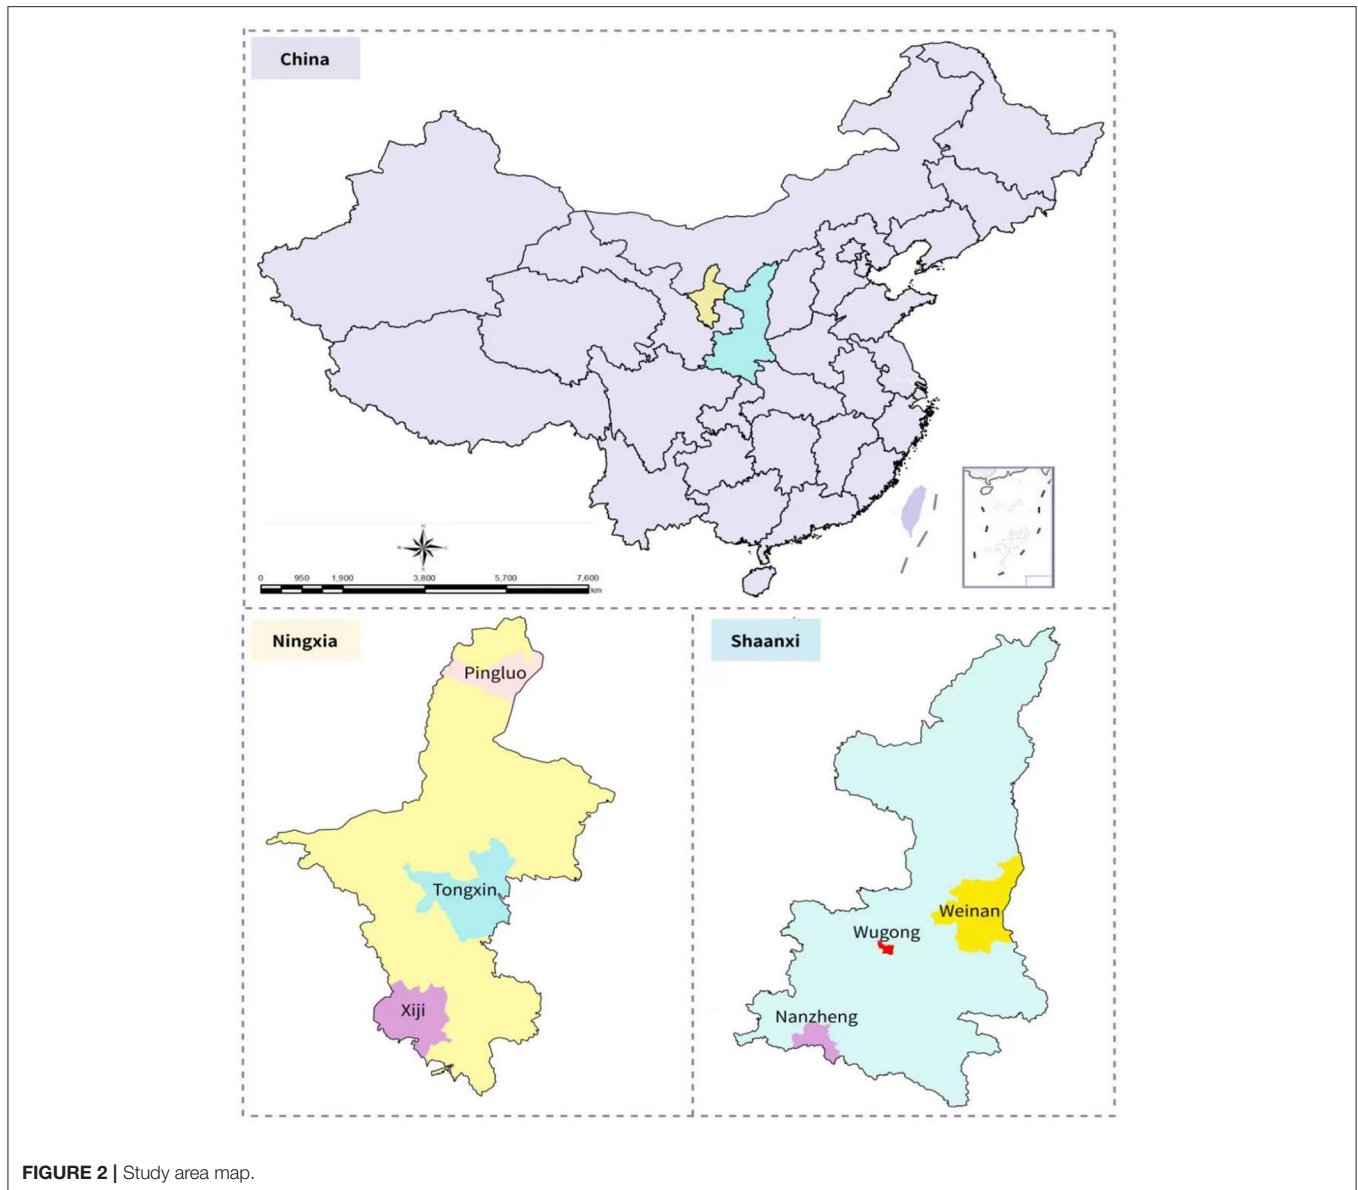 China
0 950 1,900 3,800 5,700 7,600
km
Ningxia
Shaanxi
Pingluo
Tongxin
Weinan
Wugong
Xiji
Nanzheng
FIGURE 2 | Study area map.